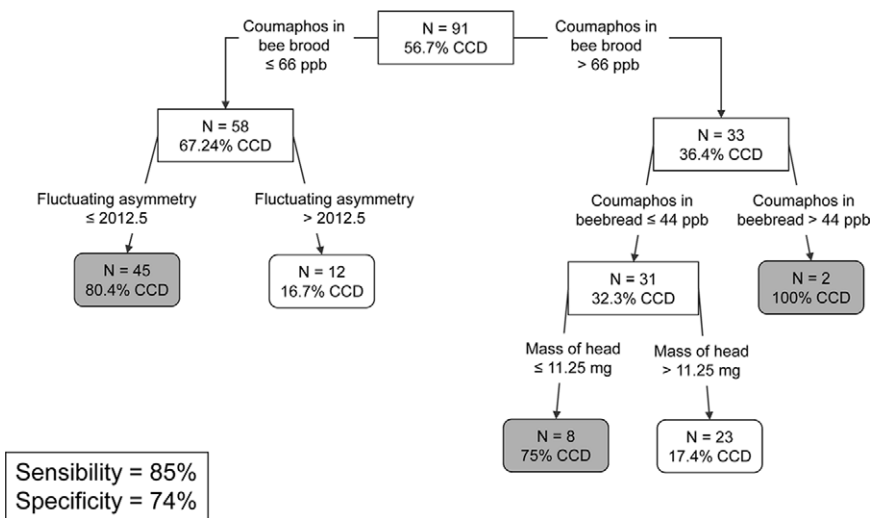 N = 91
56.7% CCD
Coumaphos in
bee brood
≤ 66 ppb
Coumaphos in
bee brood
> 66 ppb
N = 58
67.24% CCD
N = 33
36.4% CCD
Fluctuating asymmetry
≤ 2012.5
Fluctuating asymmetry
> 2012.5
Coumaphos in
beebread ≤ 44 ppb
Coumaphos in
beebread > 44 ppb
N = 45
80.4% CCD
N = 12
16.7% CCD
N = 31
32.3% CCD
N = 2
100% CCD
Mass of head
≤ 11.25 mg
Mass of head
> 11.25 mg
N = 8
75% CCD
N = 23
17.4% CCD
Sensibility = 85%
Specificity = 74%